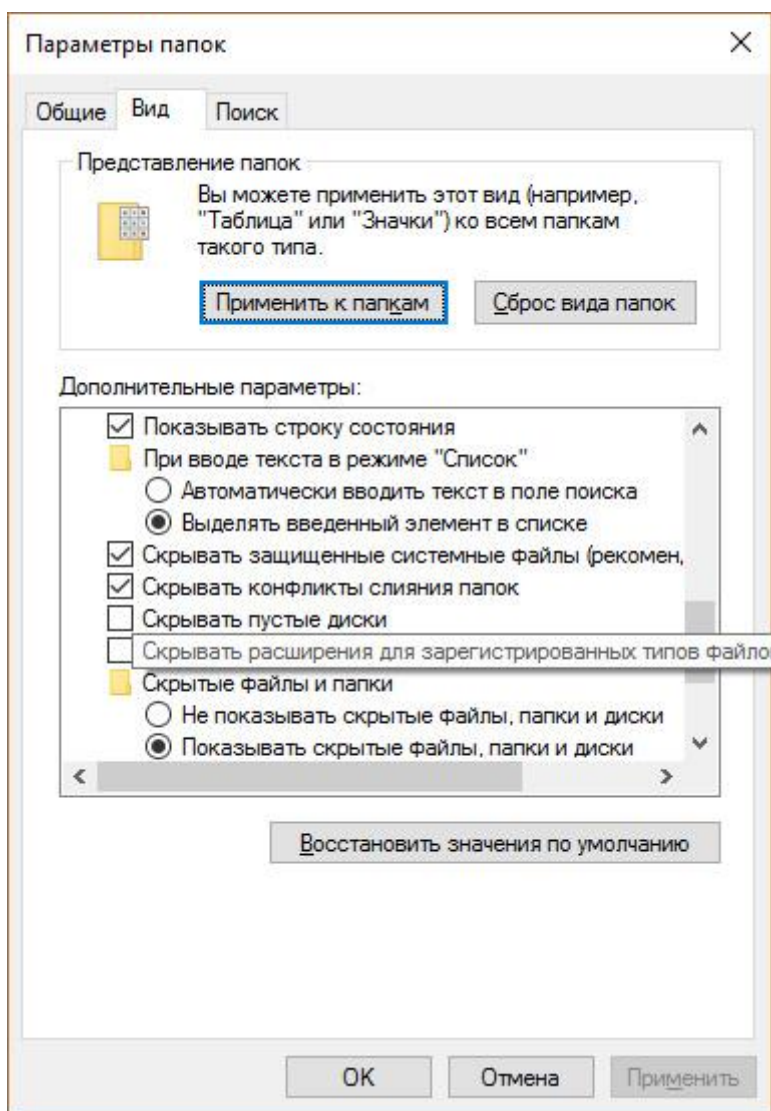 Параметры папок
Общие Вид Поиск
Представление папок
Вы можете применить этот вид (например,
"Таблица" или "Значки") ко всем папкам
такого типа.
Применить к папкам Сброс вида папок
Дополнительные параметры:
Показывать строку состояния
При вводе текста в режиме "Список"
Автоматически вводить текст в поле поиска
Выделять введенный элемент в списке
Скрывать защищенные системные файлы (рекомен,
Скрывать конфликты слияния папок
Скрывать пустые диски
Скрывать расширения для зарегистрированных типов файло
Скрытые файлы и папки
Не показывать скрытые файлы, папки и диски
Показывать скрытые файлы, папки и диски
Восстановить значения по умолчанию
OK Отмена Применить